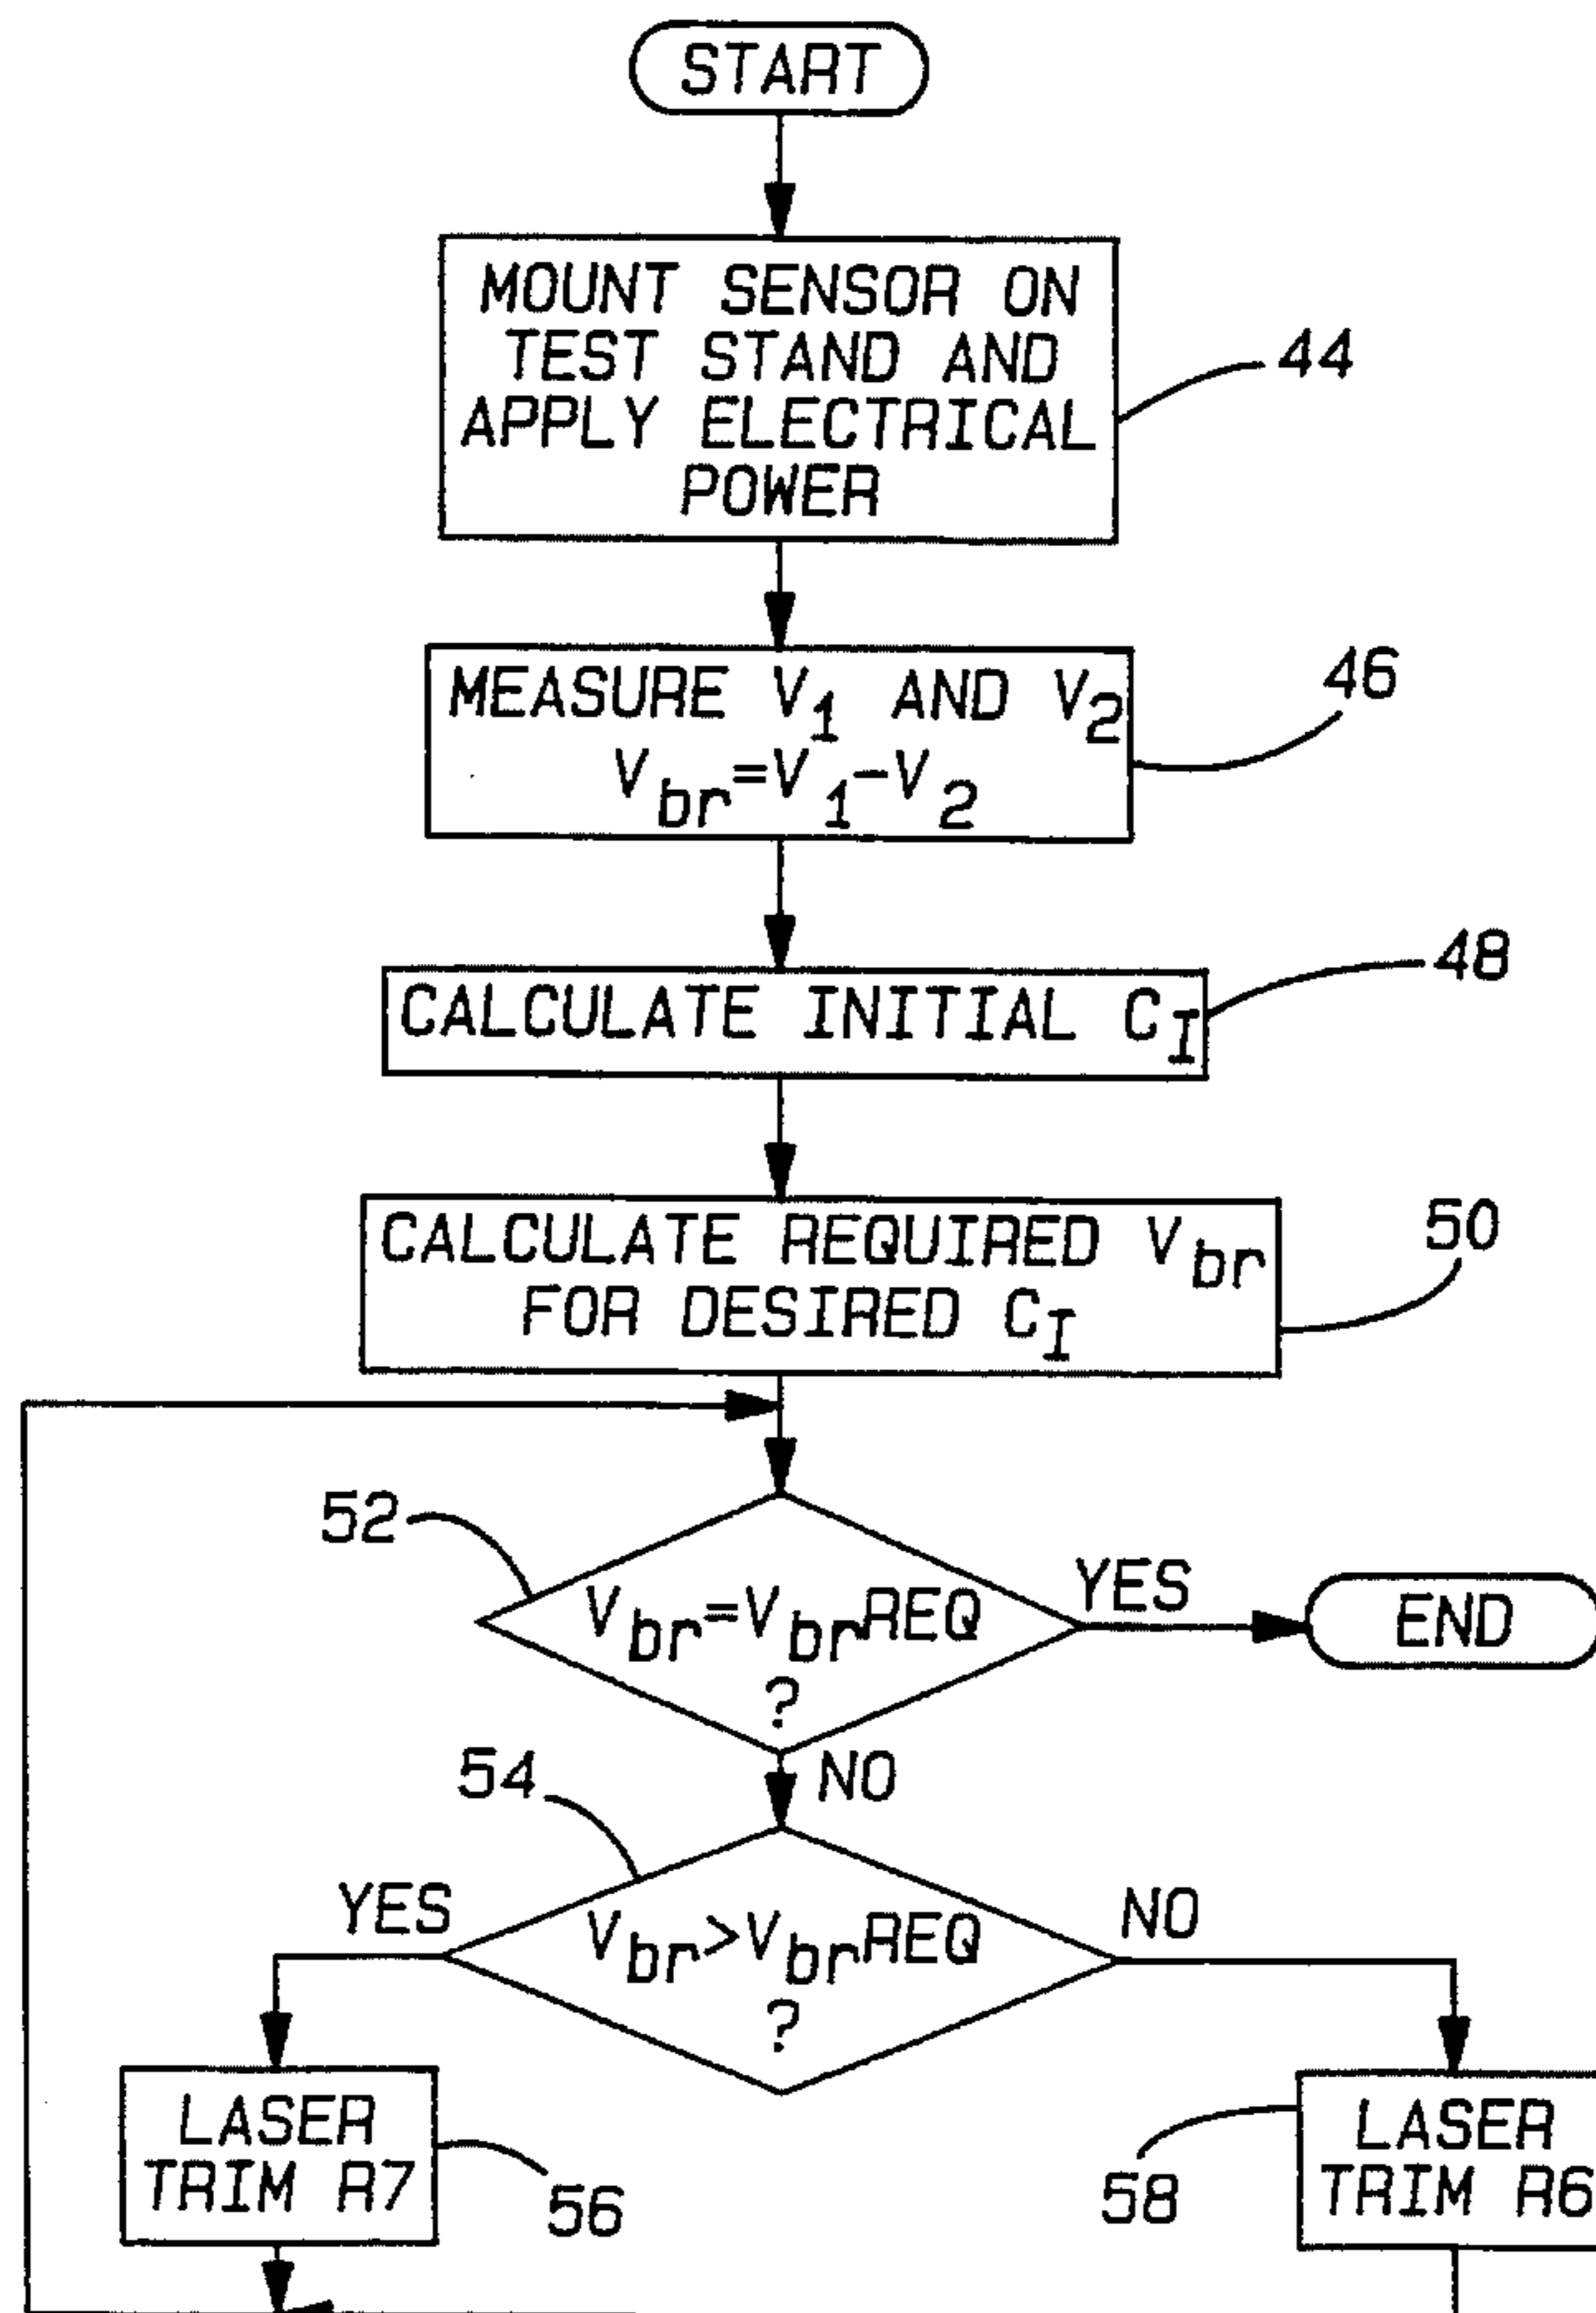 START
MOUNT SENSOR ON
TEST STAND AND
APPLY ELECTRICAL
POWER
44
MEASURE V1 AND V2
Vbr=V1-V2
46
CALCULATE INITIAL CI
48
CALCULATE REQUIRED Vbr
FOR DESIRED CI
50
52
Vbr=VbrREQ
?
YES
END
NO
54
YES
Vbr>VbrREQ
?
NO
LASER
TRIM R7
56
58
LASER
TRIM R6